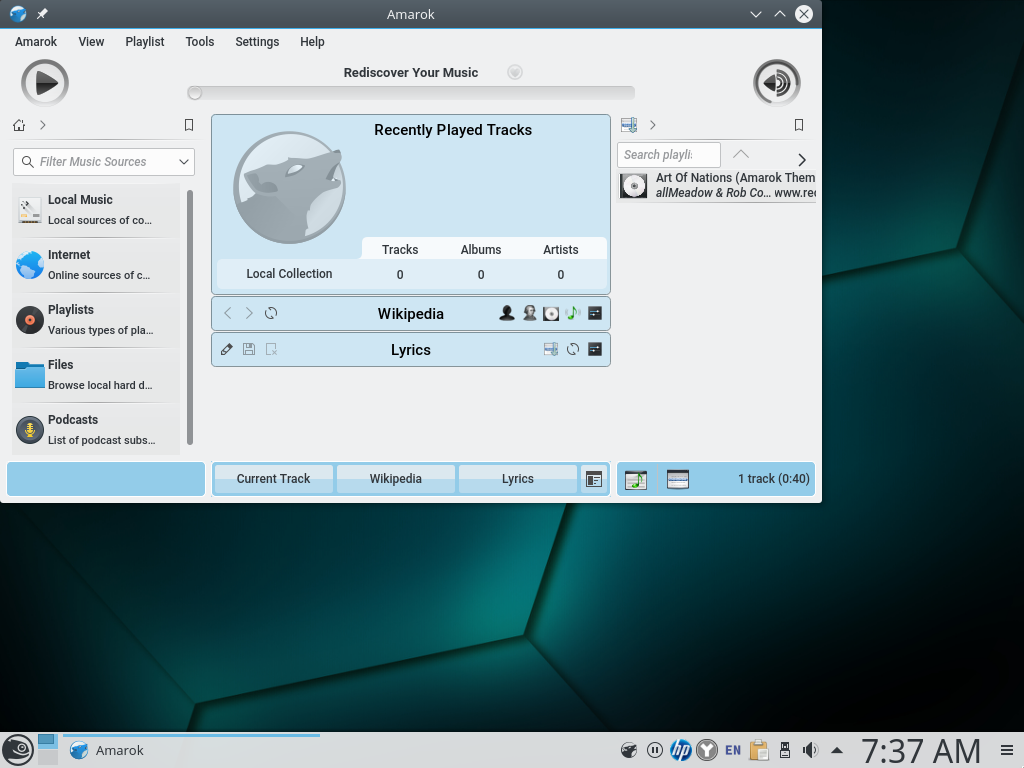 Amarok
Amarok View Playlist Tools Settings Help
Rediscover Your Music
Filter Music Sources
Local Music
Local sources of co...
Internet
Online sources of c...
Playlists
Various types of pla...
Files
Browse local hard d...
Podcasts
List of podcast subs...
Recently Played Tracks
Tracks Albums Artists
Local Collection 0 0 0
Wikipedia
Lyrics
Search playli
Art Of Nations (Amarok Them
allMeadow & Rob Co... www.re
Current Track Wikipedia Lyrics
1 track (0:40)
Amarok
hp
EN
7:37 AM